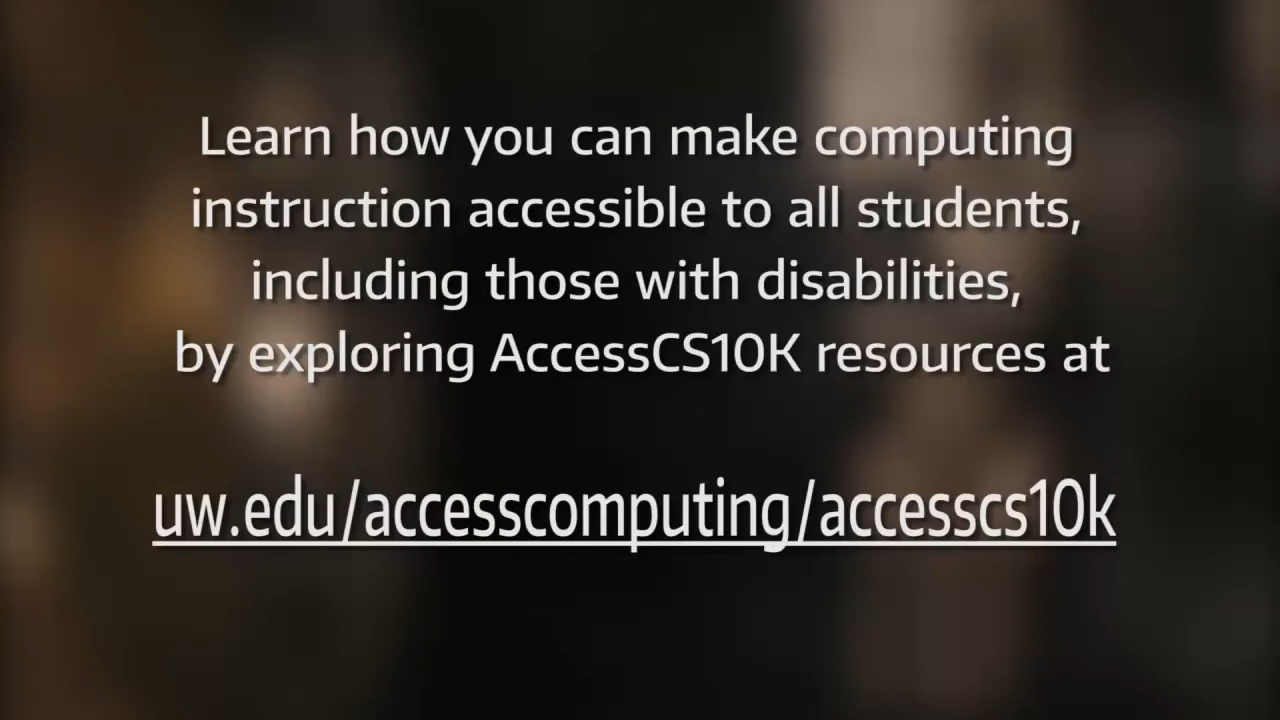 Learn how you can make computing
instruction accessible to all students,
including those with disabilities,
by exploring AccessCS10K resources at
uw.edu/accesscomputing/accesscs10k